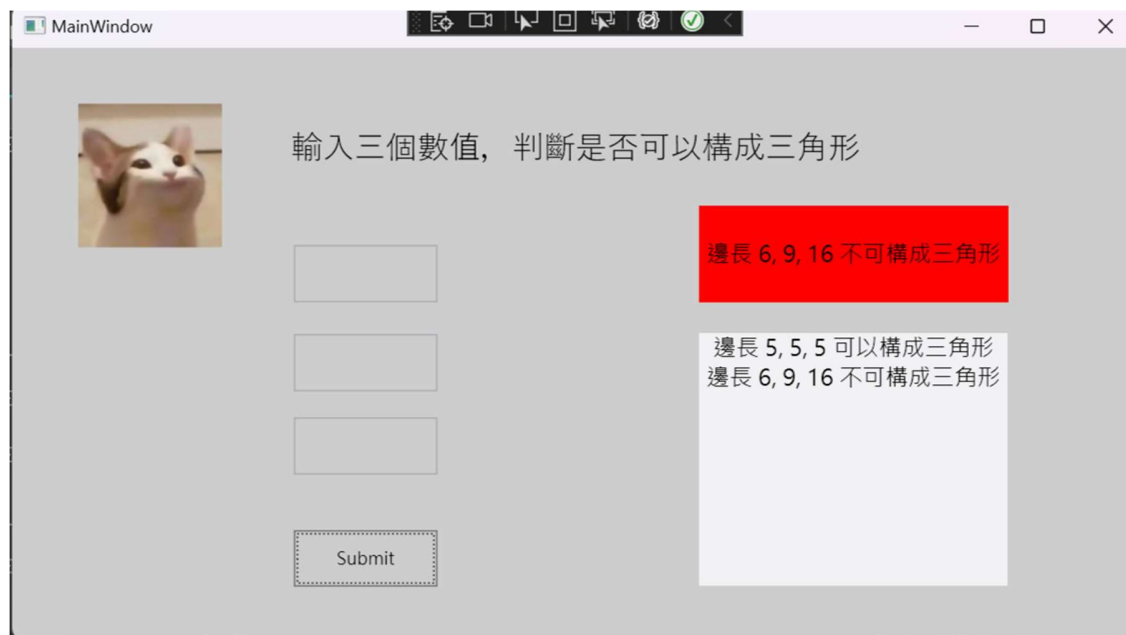 MainWindow
輸入三個數值，判斷是否可以構成三角形
邊長 6, 9, 16 不可構成三角形
邊長 5, 5, 5 可以構成三角形
邊長 6, 9, 16 不可構成三角形
Submit